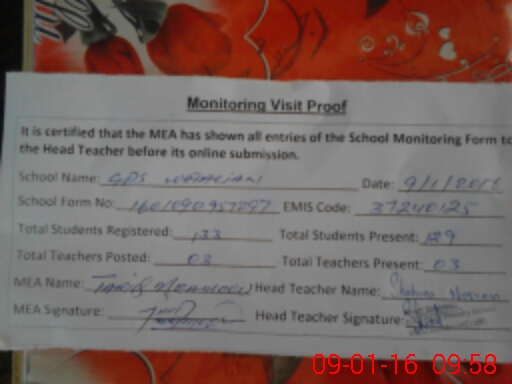 Monitoring Visit Proof
It is certified that the MEA has shown all entries of the School Monitoring Form to
the Head Teacher before its online submission.
School Name: GPS Date: 9/1/2016
School Form No: EMIS Code: 37240125
Total Students Registered: 133 Total Students Present: 129
Total Teachers Posted: 03 Total Teachers Present: 03
MEA Name: Tariq Mehmood Head Teacher Name:
MEA Signature: Head Teacher Signature:
09-01-16 09:58